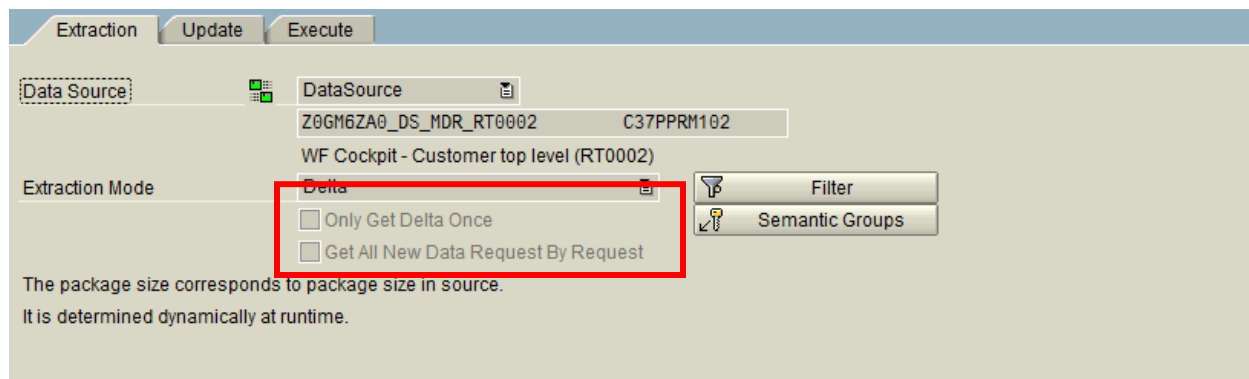 Extraction Update Execute
Data Source DataSource
Z0GM6ZA0_DS_MDR_RT0002 C37PPRM102
WF Cockpit - Customer top level (RT0002)
Extraction Mode Delta Filter
Only Get Delta Once Semantic Groups
Get All New Data Request By Request
The package size corresponds to package size in source.
It is determined dynamically at runtime.